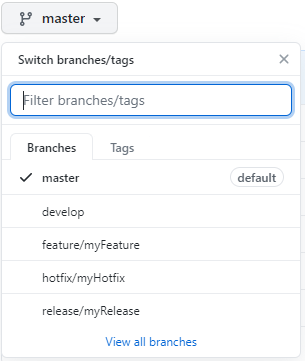 master
Switch branches/tags
Filter branches/tags
Branches Tags
master default
develop
feature/myFeature
hotfix/myHotfix
release/myRelease
View all branches